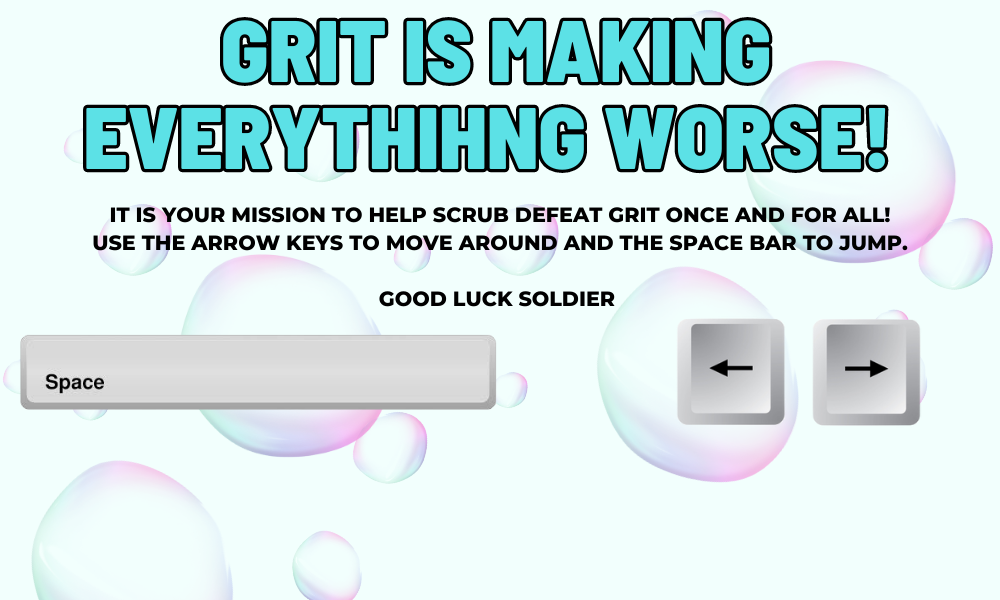 GRIT IS MAKING
EVERYTHIHNG WORSE!
IT IS YOUR MISSION TO HELP SCRUB DEFEAT GRIT ONCE AND FOR ALL!
USE THE ARROW KEYS TO MOVE AROUND AND THE SPACE BAR TO JUMP.
GOOD LUCK SOLDIER
Space